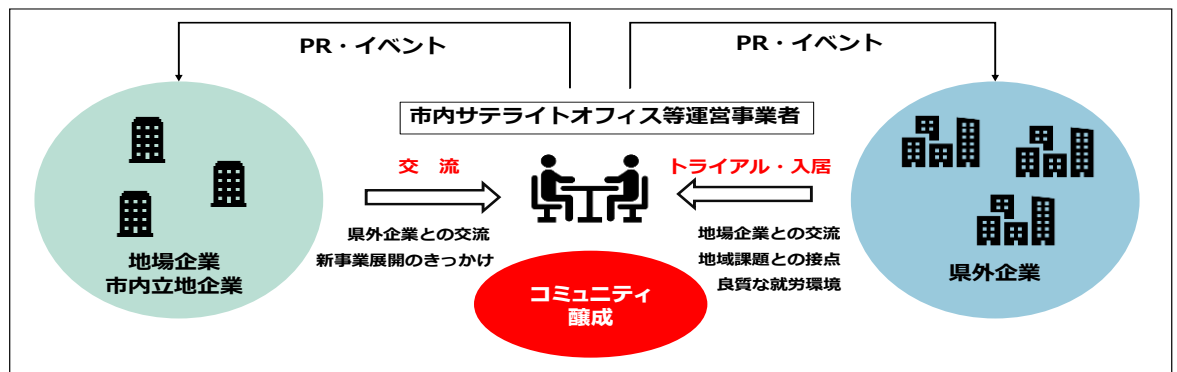 PR・イベント
PR・イベント
市内サテライトオフィス等運営事業者
交　流
トライアル・入居
県外企業との交流
新事業展開のきっかけ
地場企業との交流
地域課題との接点
良質な就労環境
地場企業
市内立地企業
県外企業
コミュニティ
醸成